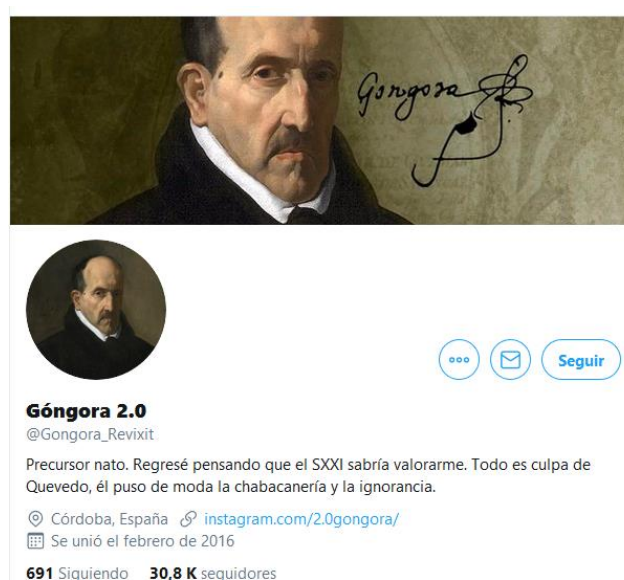 Gongora
Seguir
Góngora 2.0
@Gongora_Revixit
Precursor nato. Regresé pensando que el SXXI sabría valorarme. Todo es culpa de
Quevedo, él puso de moda la chabacanería y la ignorancia.
Córdoba, España instagram.com/2.0gongora/
Se unió el febrero de 2016
691 Siguiendo 30,8 K seguidores